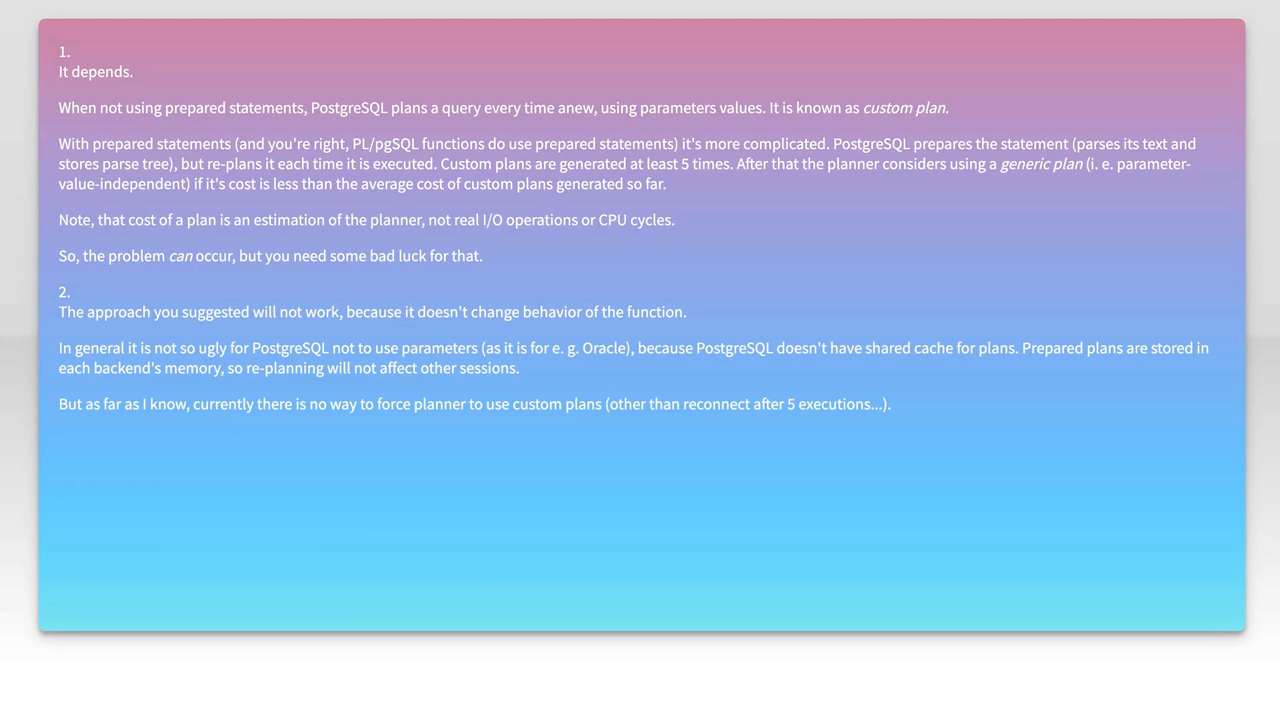 1.
It depends.
When not using prepared statements, PostgreSQL plans a query every time anew, using parameters values. It is known as custom plan.
With prepared statements (and you're right, PL/pgSQL functions do use prepared statements) it's more complicated. PostgreSQL prepares the statement (parses its text and
stores parse tree), but re-plans it each time it is executed. Custom plans are generated at least 5 times. After that the planner considers using a generic plan (i. e. parameter-
value-independent) if it's cost is less than the average cost of custom plans generated so far.
Note, that cost of a plan is an estimation of the planner, not real I/O operations or CPU cycles.
So, the problem can occur, but you need some bad luck for that.
2.
The approach you suggested will not work, because it doesn't change behavior of the function.
In general it is not so ugly for PostgreSQL not to use parameters (as it is for e. g. Oracle), because PostgreSQL doesn't have shared cache for plans. Prepared plans are stored in
each backend's memory, so re-planning will not affect other sessions.
But as far as I know, currently there is no way to force planner to use custom plans (other than reconnect after 5 executions...).